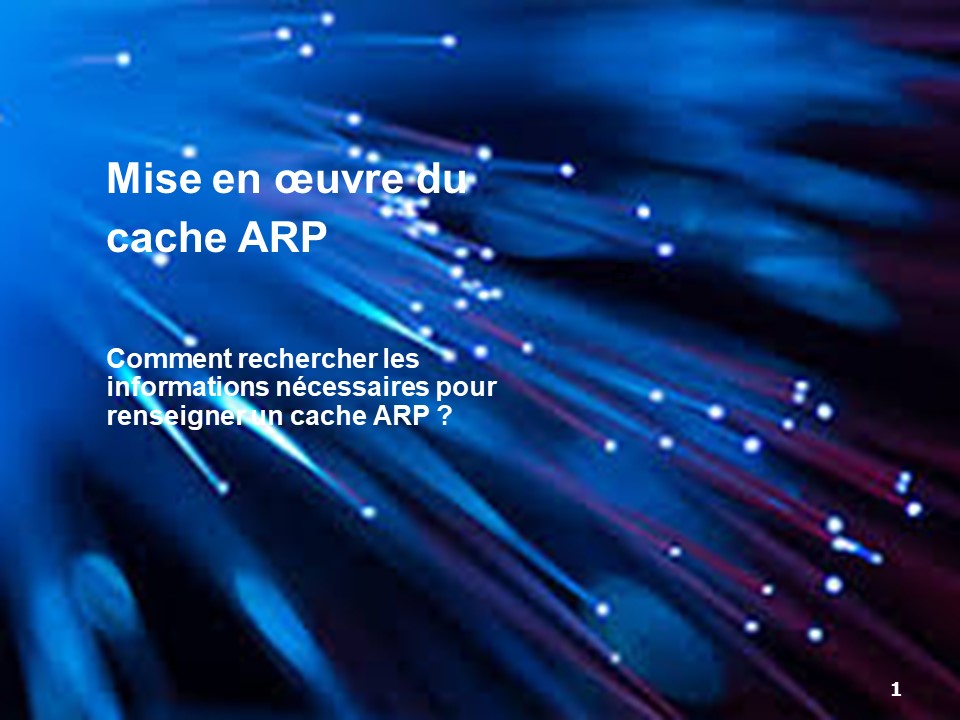 Mise en œuvre du
cache ARP
Comment rechercher les
informations nécessaires pour
renseigner un cache ARP ?
1